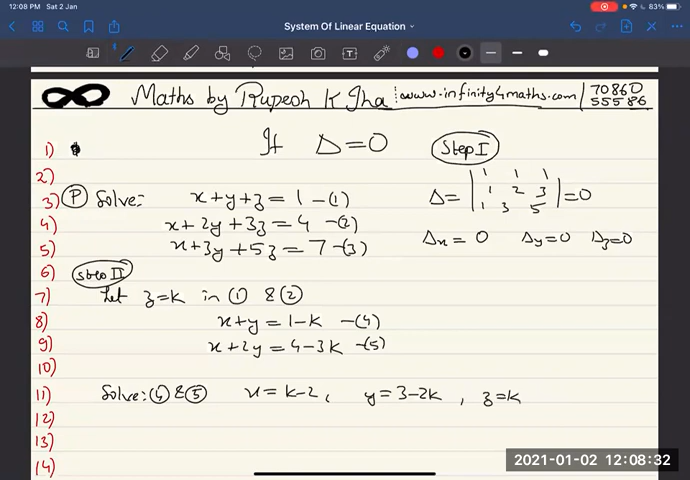 12:08 PM Sat 2 Jan
83%
System Of Linear Equation
Maths by Rupesh K Jha www.infinity4maths.com 70860 55586
1) If Δ=0 Step I
2)
3) P Solve: x+y+z=1 —(1) Δ= | 1 1 1 | =0
4) x+2y+3z=4 —(2) | 1 2 3 |
5) x+3y+5z=7 —(3) | 1 3 5 |
Δx = 0 Δy=0 Δz=0
6) Step II
7) Let z=k in ① & ②
8) x+y=1-k —(4)
9) x+2y=4-3k —(5)
10)
11) Solve: ④ & ⑤ x=k-2, y=3-2k, z=k
12)
13)
14)
2021-01-02 12:08:32